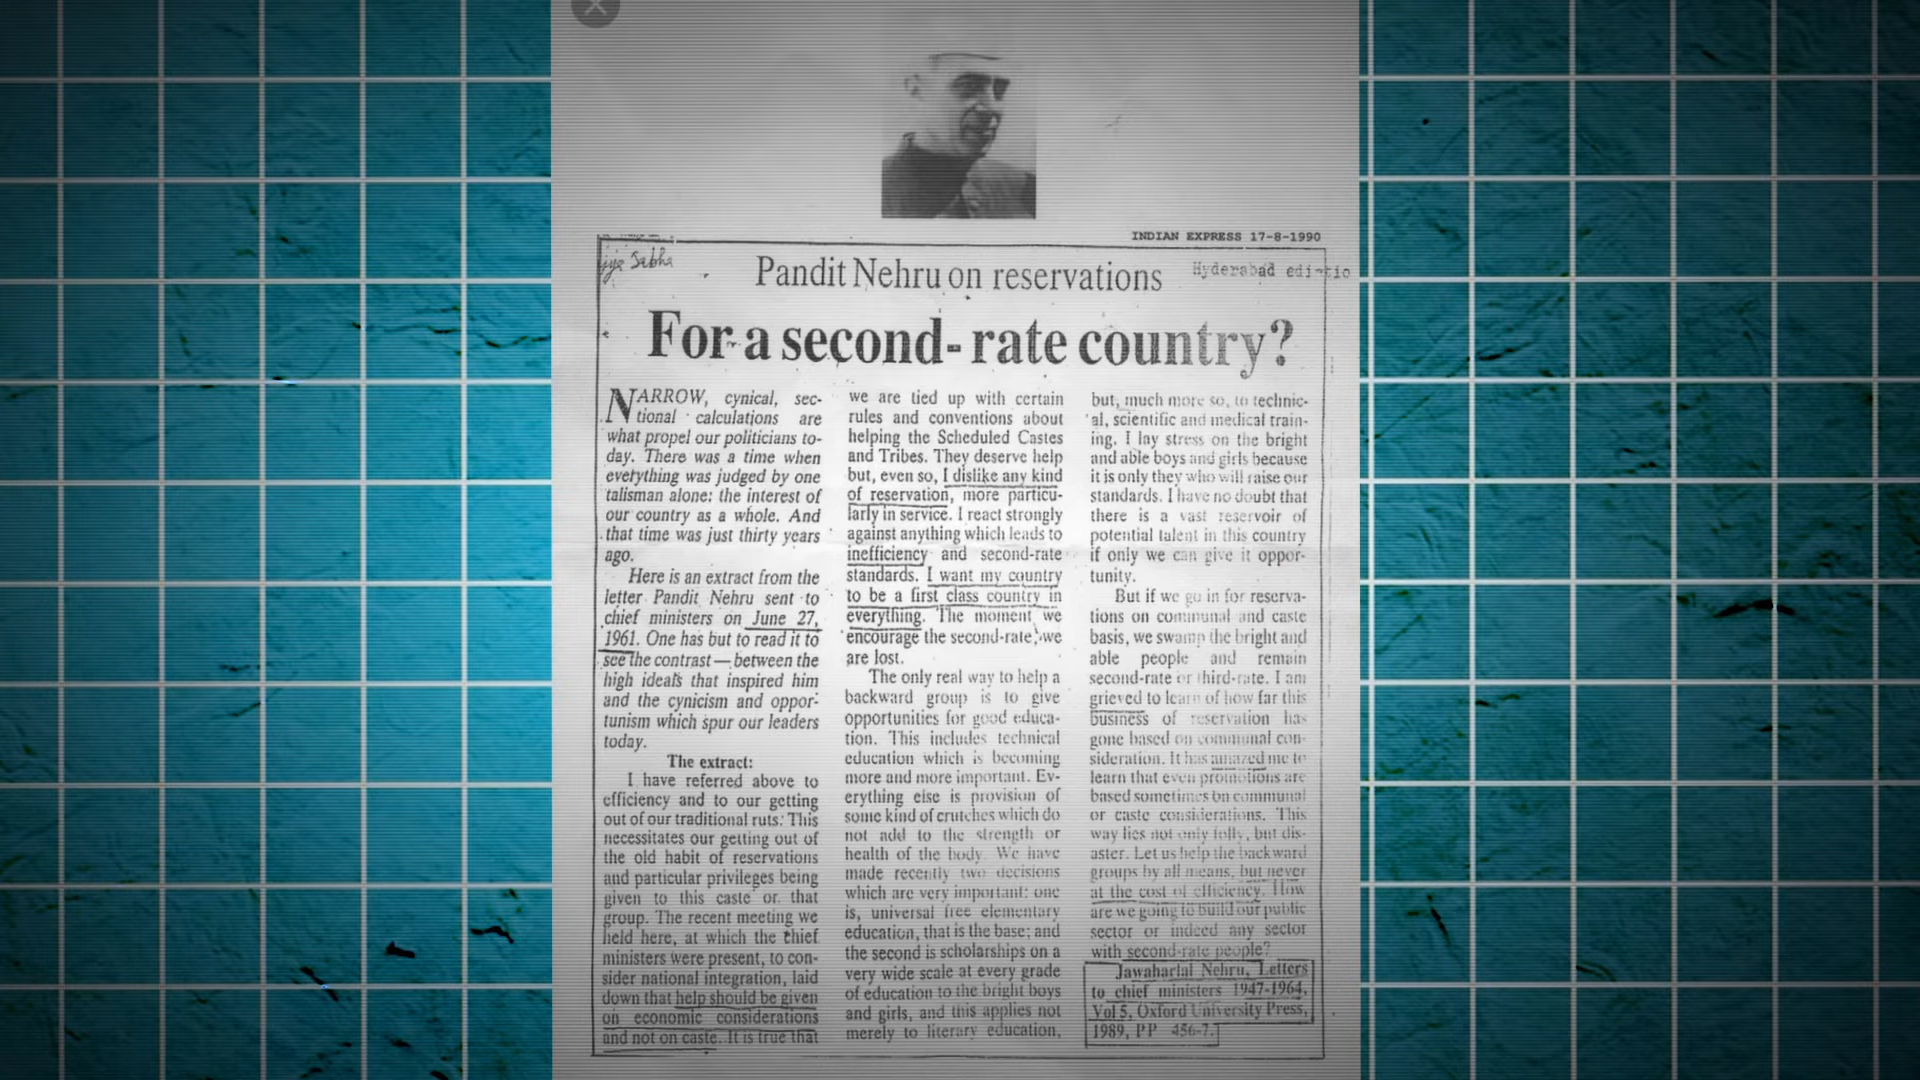 INDIAN EXPRESS 17-8-1990
Sabha
Hyderabad
Pandit Nehru on reservations
For a second-rate country?
NARROW, cynical, sec-
tional calculations are
what propel our politicians to-
day. There was a time when
everything was judged by one
talisman alone: the interest of
our country as a whole. And
that time was just thirty years
ago.
Here is an extract from the
letter Pandit Nehru sent to
chief ministers on June 27,
1961. One has but to read it to
see the contrast — between the
high ideals that inspired him
and the cynicism and oppor-
tunism which spur our leaders
today.
The extract:
I have referred above to
efficiency and to our getting
out of our traditional ruts. This
necessitates our getting out of
the old habit of reservations
and particular privileges being
given to this caste or that
group. The recent meeting we
held here, at which the chief
ministers were present, to con-
sider national integration, laid
down that help should be given
on economic considerations
and not on caste. It is true that
we are tied up with certain
rules and conventions about
helping the Scheduled Castes
and Tribes. They deserve help
but, even so, I dislike any kind
of reservation, more particu-
larly in service. I react strongly
against anything which leads to
inefficiency and second-rate
standards. I want my country
to be a first class country in
everything. The moment we
encourage the second-rate, we
are lost.
The only real way to help a
backward group is to give
opportunities for good educa-
tion. This includes technical
education which is becoming
more and more important. Ev-
erything else is provision of
some kind of crutches which do
not add to the strength or
health of the body. We have
made recently two decisions
which are very important: one
is, universal free elementary
education, that is the base; and
the second is scholarships on a
very wide scale at every grade
of education to the bright boys
and girls, and this applies not
merely to literary education,
but, much more so, to technic-
al, scientific and medical train-
ing. I lay stress on the bright
and able boys and girls because
it is only they who will raise our
standards. I have no doubt that
there is a vast reservoir of
potential talent in this country
if only we can give it oppor-
tunity.
But if we go in for reserva-
tions on communal and caste
basis, we swamp the bright and
able people and remain
second-rate or third-rate. I am
grieved to learn of how far this
business of reservation has
gone based on communal con-
sideration. It has amazed me to
learn that even promotions are
based sometimes on communal
or caste considerations. This
way lies not only folly, but dis-
aster. Let us help the backward
groups by all means, but never
at the cost of efficiency. How
are we going to build our public
sector or indeed any sector
with second-rate people?
Jawaharlal Nehru, Letters
to chief ministers 1947-1964,
Vol 5, Oxford University Press,
1989, PP 456-7.